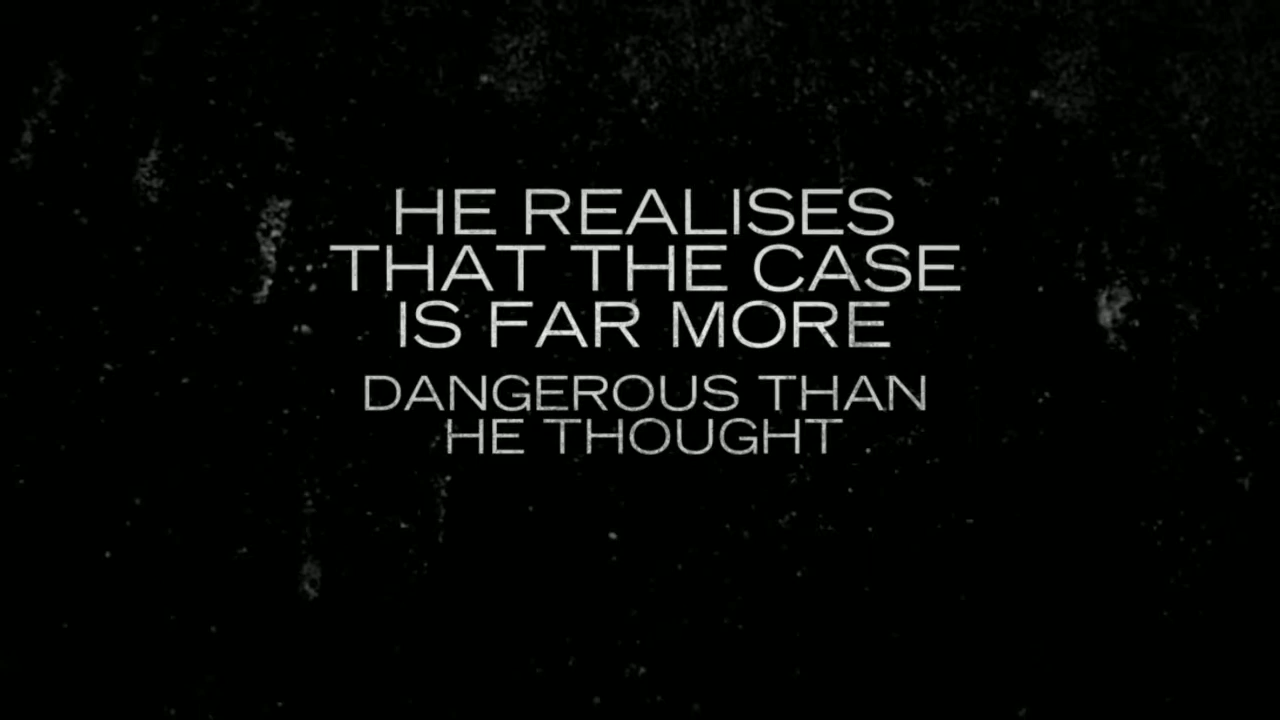 HE REALISES
THAT THE CASE
IS FAR MORE
DANGEROUS THAN
HE THOUGHT